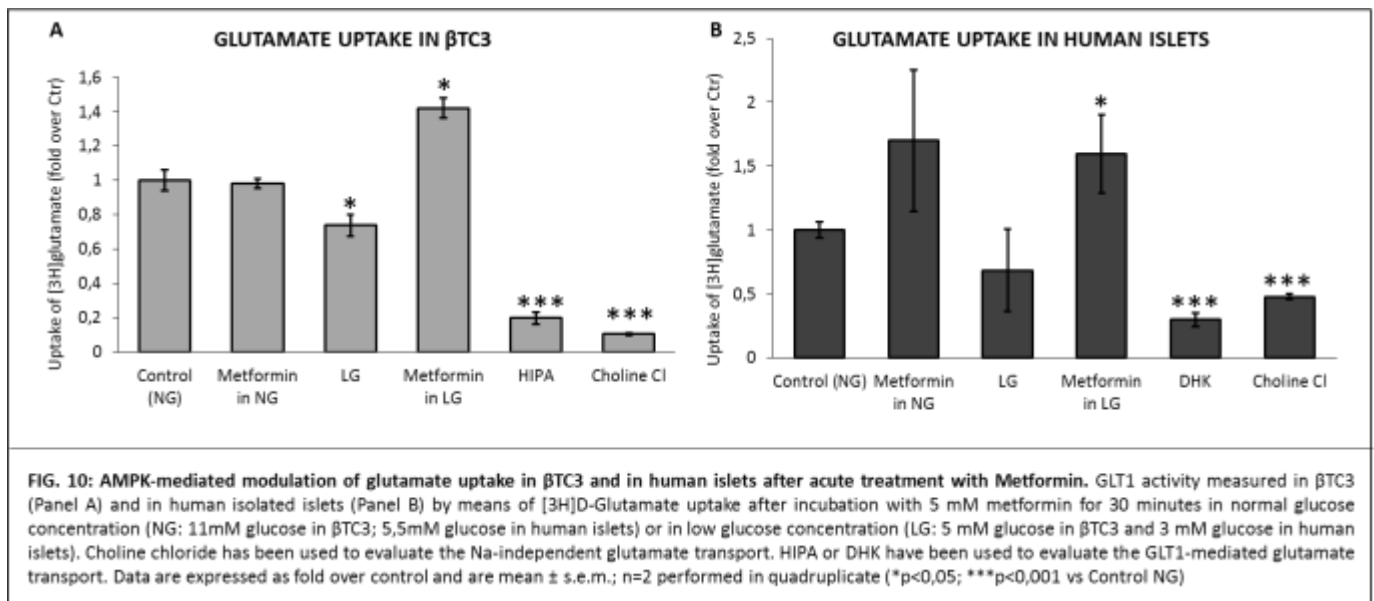 A
GLUTAMATE UPTAKE IN βTC3
Uptake of [3H]glutamate (fold over Ctr)
1,6
1,4
1,2
1
0,8
0,6
0,4
0,2
0
*
*
***
***
Control
(NG)
Metformin
in NG
LG
Metformin
in LG
HIPA
Choline Cl
B
GLUTAMATE UPTAKE IN HUMAN ISLETS
Uptake of [3H]glutamate (fold over Ctr)
2,5
2
1,5
1
0,5
0
*
***
***
Control (NG)
Metformin
in NG
LG
Metformin
in LG
DHK
Choline Cl
FIG. 10: AMPK-mediated modulation of glutamate uptake in βTC3 and in human islets after acute treatment with Metformin. GLT1 activity measured in βTC3
(Panel A) and in human isolated islets (Panel B) by means of [3H]D-Glutamate uptake after incubation with 5 mM metformin for 30 minutes in normal glucose
concentration (NG: 11mM glucose in βTC3; 5,5mM glucose in human islets) or in low glucose concentration (LG: 5 mM glucose in βTC3 and 3 mM glucose in human
islets). Choline chloride has been used to evaluate the Na-independent glutamate transport. HIPA or DHK have been used to evaluate the GLT1-mediated glutamate
transport. Data are expressed as fold over control and are mean ± s.e.m.; n=2 performed in quadruplicate (*p<0,05; ***p<0,001 vs Control NG)